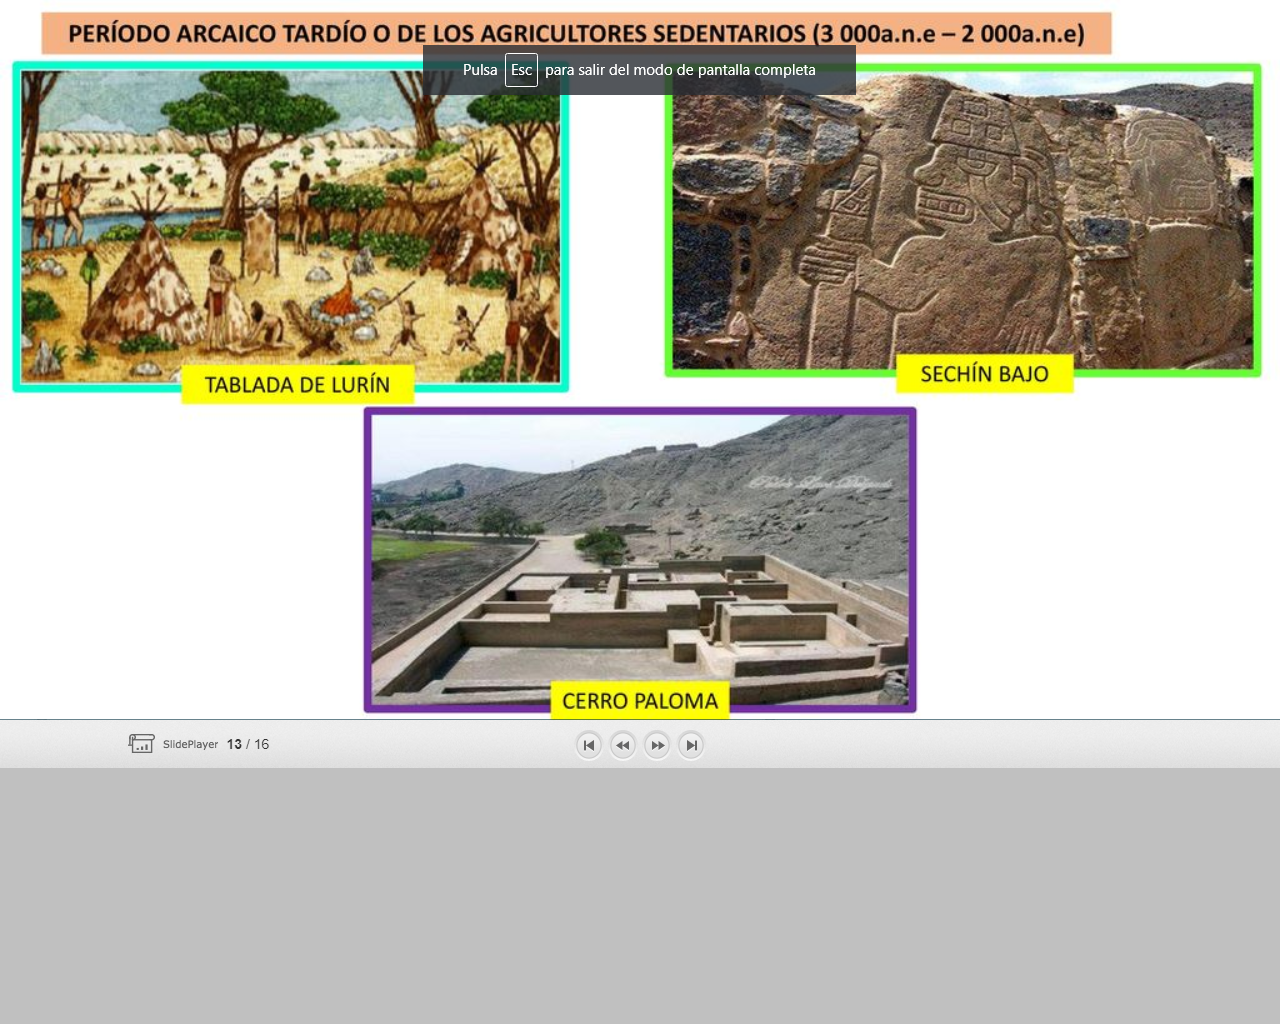 PERÍODO ARCAICO TARDÍO O DE LOS AGRICULTORES SEDENTARIOS (3 000a.n.e – 2 000a.n.e)
Pulsa Esc para salir del modo de pantalla completa
TABLADA DE LURÍN
SECHÍN BAJO
CERRO PALOMA
SlidePlayer 13 / 16